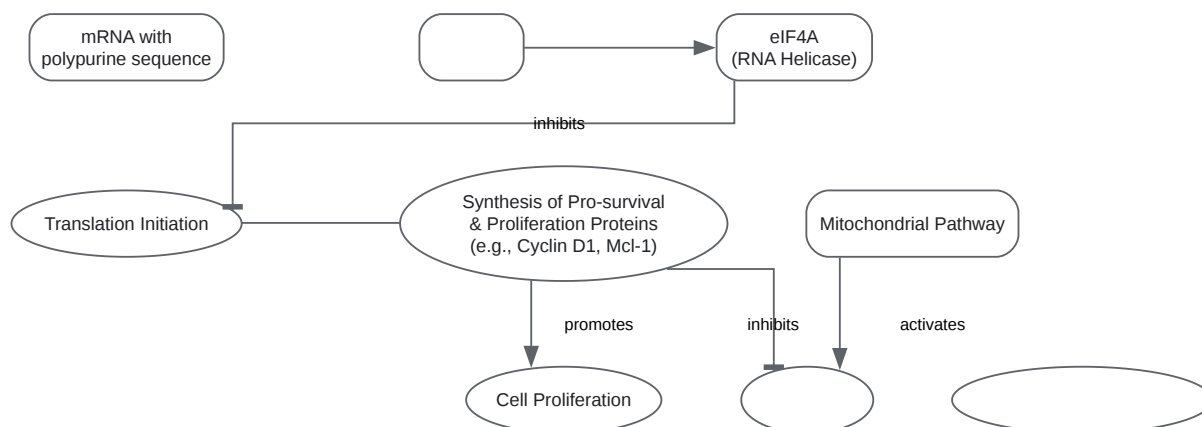 mRNA with
polypurine sequence
eIF4A
(RNA Helicase)
inhibits
Translation Initiation
Synthesis of Pro-survival
& Proliferation Proteins
(e.g., Cyclin D1, Mcl-1)
Mitochondrial Pathway
promotes
inhibits
activates
Cell Proliferation